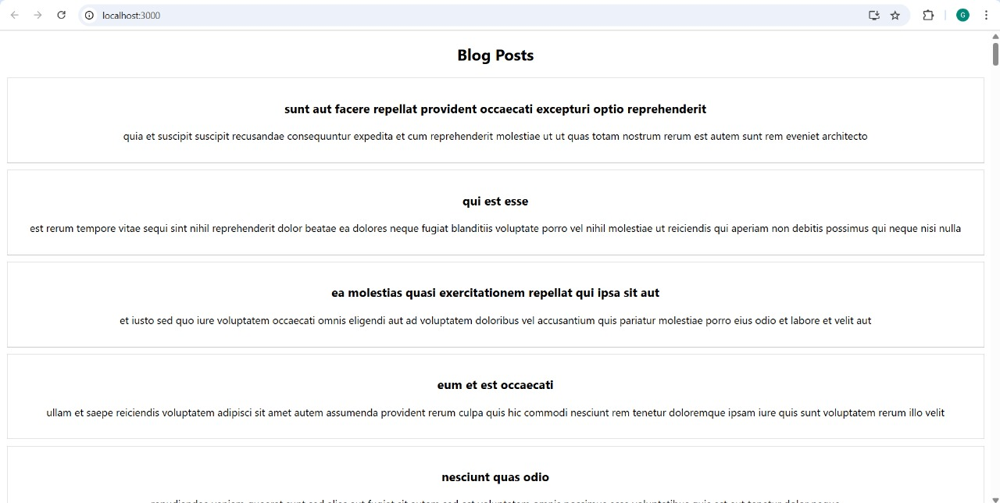 localhost:3000
G
Blog Posts
sunt aut facere repellat provident occaecati excepturi optio reprehenderit
quia et suscipit suscipit recusandae consequuntur expedita et cum reprehenderit molestiae ut ut quas totam nostrum rerum est autem sunt rem eveniet architecto
qui est esse
est rerum tempore vitae sequi sint nihil reprehenderit dolor beatae ea dolores neque fugiat blanditiis voluptate porro vel nihil molestiae ut reiciendis qui aperiam non debitis possimus qui neque nisi nulla
ea molestias quasi exercitationem repellat qui ipsa sit aut
et iusto sed quo iure voluptatem occaecati omnis eligendi aut ad voluptatem doloribus vel accusantium quis pariatur molestiae porro eius odio et labore et velit aut
eum et est occaecati
ullam et saepe reiciendis voluptatem adipisci sit amet autem assumenda provident rerum culpa quis hic commodi nesciunt rem tenetur doloremque ipsam iure quis sunt voluptatem rerum illo velit
nesciunt quas odio